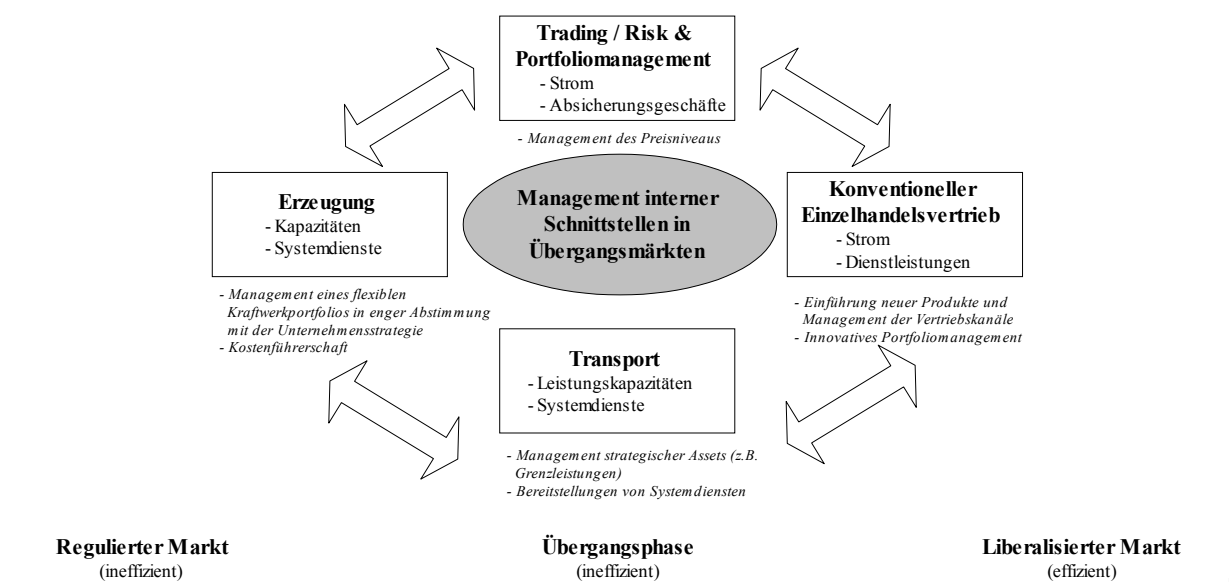 Trading / Risk &
Portfoliomanagement
- Strom
- Absicherungsgeschäfte
- Management des Preisniveaus
Erzeugung
- Kapazitäten
- Systemdienste
- Management eines flexiblen
Kraftwerkportfolios in enger Abstimmung
mit der Unternehmensstrategie
- Kostenführerschaft
Management interner
Schnittstellen in
Übergangsmärkten
Konventioneller
Einzelhandelsvertrieb
- Strom
- Dienstleistungen
- Einführung neuer Produkte und
Management der Vertriebskanäle
- Innovatives Portfoliomanagement
Transport
- Leistungskapazitäten
- Systemdienste
- Management strategischer Assets (z.B.
Grenzleistungen)
- Bereitstellungen von Systemdiensten
Regulierter Markt
(ineffizient)
Übergangsphase
(ineffizient)
Liberalisierter Markt
(effizient)